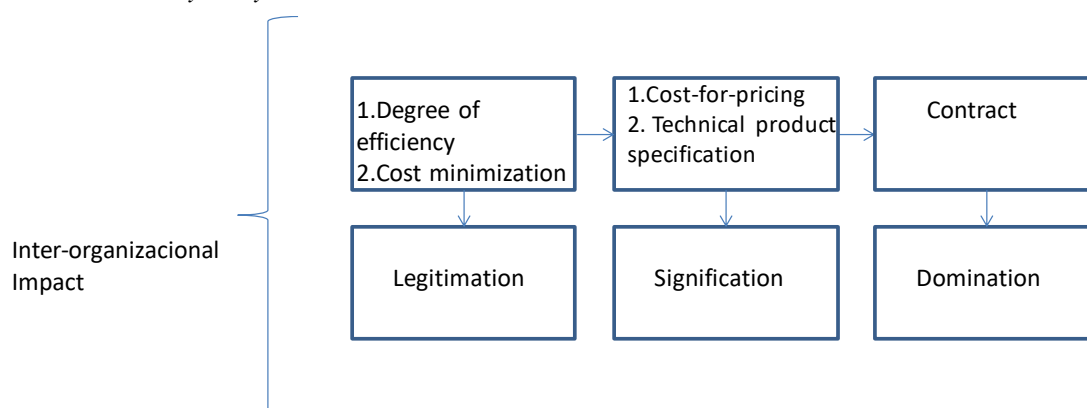 1.Degree of
efficiency
2.Cost minimization
1.Cost-for-pricing
2. Technical product
specification
Contract
Inter-organizacional
Impact
Legitimation
Signification
Domination